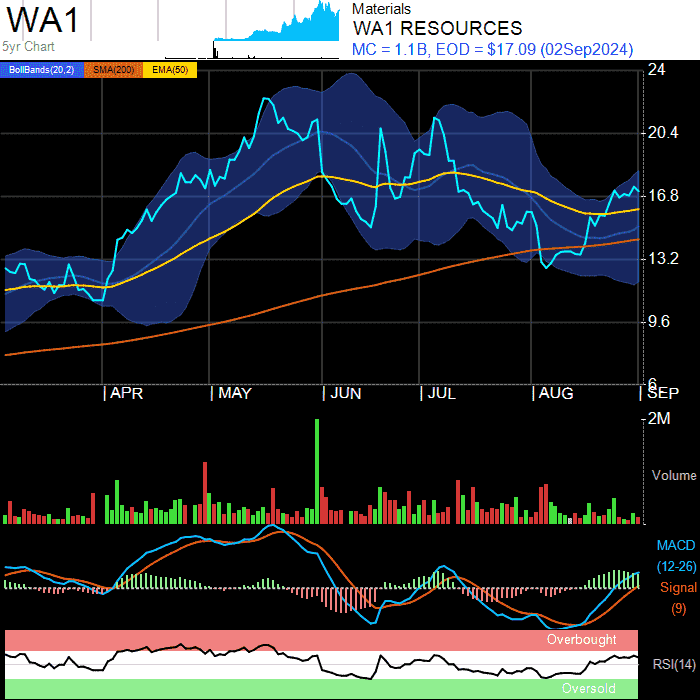 WA1
5yr Chart
Materials
WA1 RESOURCES
MC = 1.1B, EOD = $17.09 (02Sep2024)
BollBands(20,2) SMA(200) EMA(50)
24
20.4
16.8
13.2
9.6
6
APR MAY JUN JUL AUG SEP
2M
Volume
MACD
(12-26)
Signal
(9)
Overbought
RSI(14)
Oversold